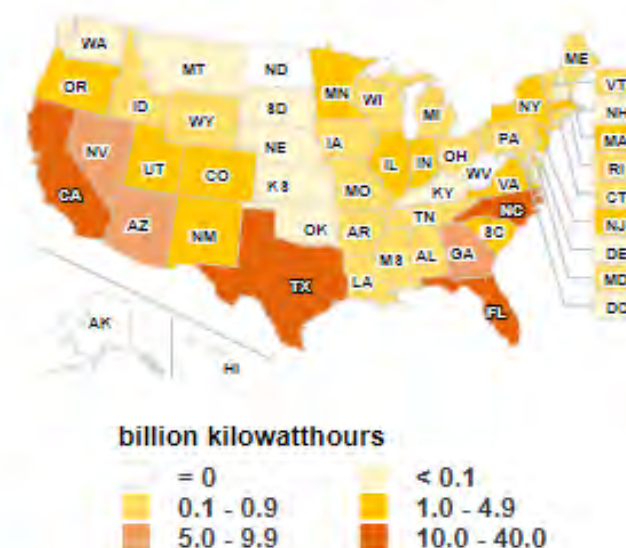 WA
ME
MT
ND
VT
OR
MN
ID
SD
WI
NY
NH
WY
MI
MA
IA
PA
NE
RI
NV
OH
IL
IN
UT
CO
WV
CT
VA
KS
MO
KY
CA
NJ
NC
TN
OK
AR
AZ
SC
NM
DE
MS
AL
GA
MD
LA
TX
DC
FL
AK
HI
billion kilowatthours
= 0
< 0.1
0.1 - 0.9
1.0 - 4.9
5.0 - 9.9
10.0 - 40.0